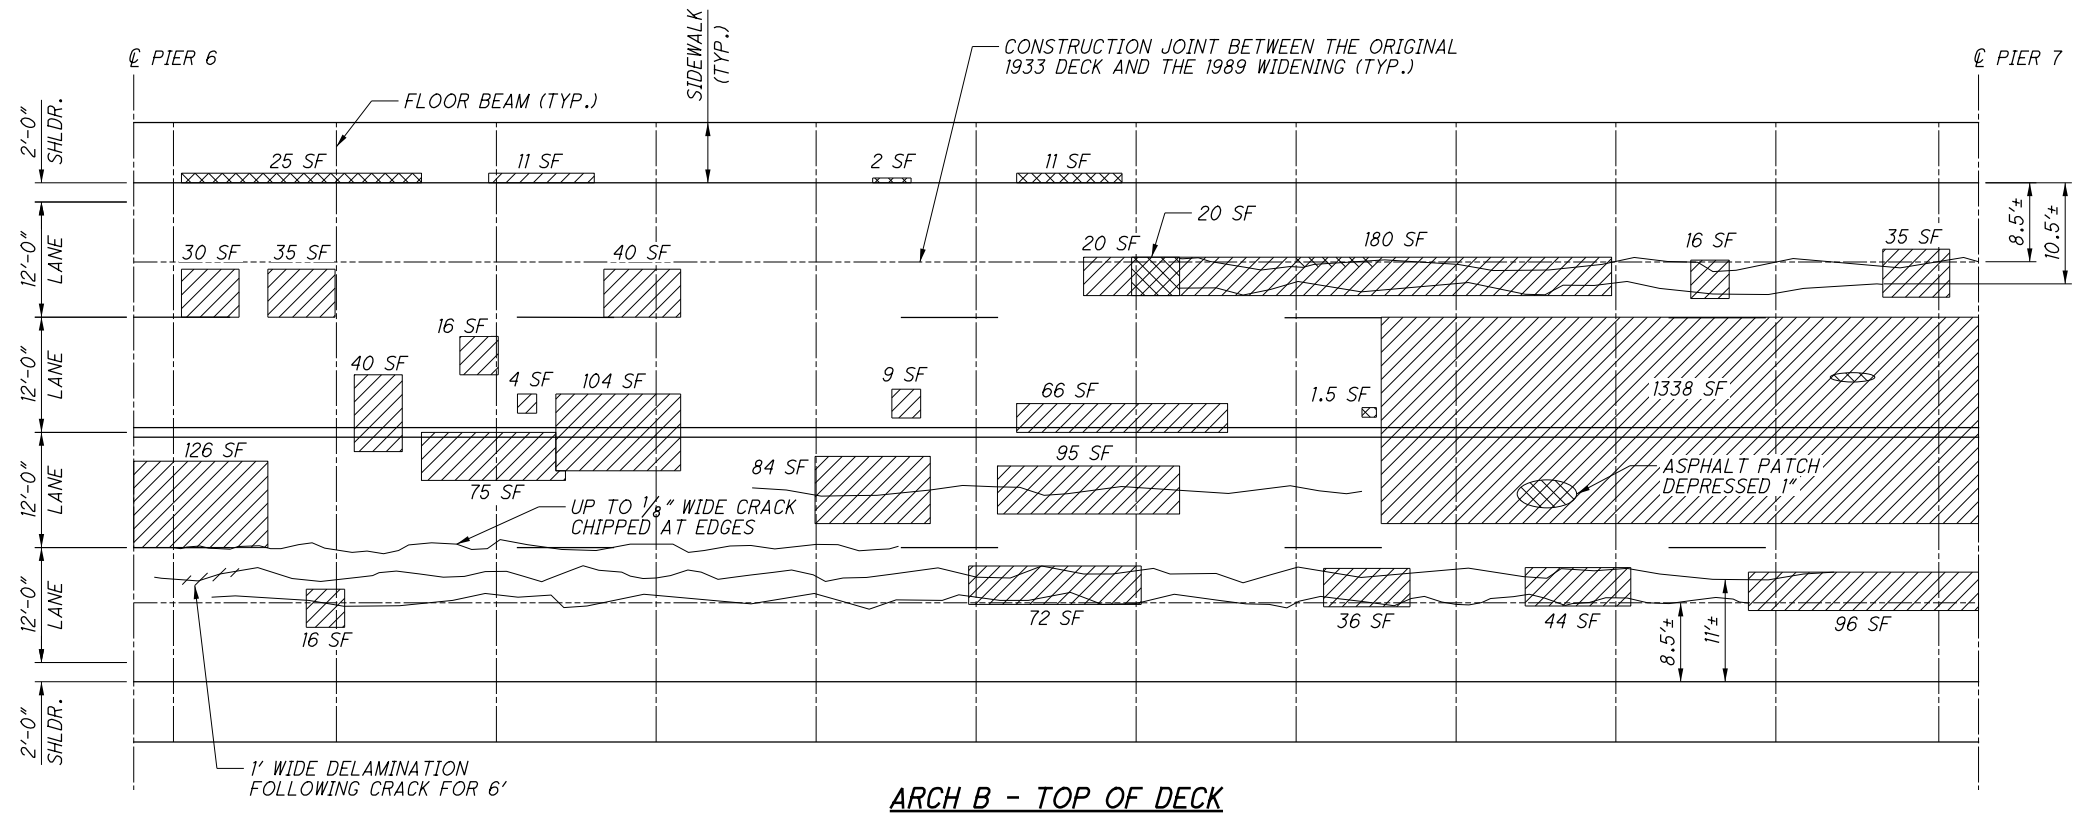 ℄ PIER 6
SIDEWALK
(TYP.)
CONSTRUCTION JOINT BETWEEN THE ORIGINAL
1933 DECK AND THE 1989 WIDENING (TYP.)
℄ PIER 7
FLOOR BEAM (TYP.)
2'-0"
SHLDR.
25 SF
11 SF
2 SF
11 SF
12'-0"
LANE
30 SF
35 SF
40 SF
20 SF
20 SF
180 SF
16 SF
35 SF
8.5'±
10.5'±
12'-0"
LANE
16 SF
40 SF
4 SF
104 SF
9 SF
66 SF
1.5 SF
1338 SF
12'-0"
LANE
126 SF
75 SF
84 SF
95 SF
ASPHALT PATCH
DEPRESSED 1"
UP TO 1/8" WIDE CRACK
CHIPPED AT EDGES
12'-0"
LANE
16 SF
72 SF
36 SF
44 SF
96 SF
8.5'±
11'±
2'-0"
SHLDR.
1' WIDE DELAMINATION
FOLLOWING CRACK FOR 6'
ARCH B - TOP OF DECK